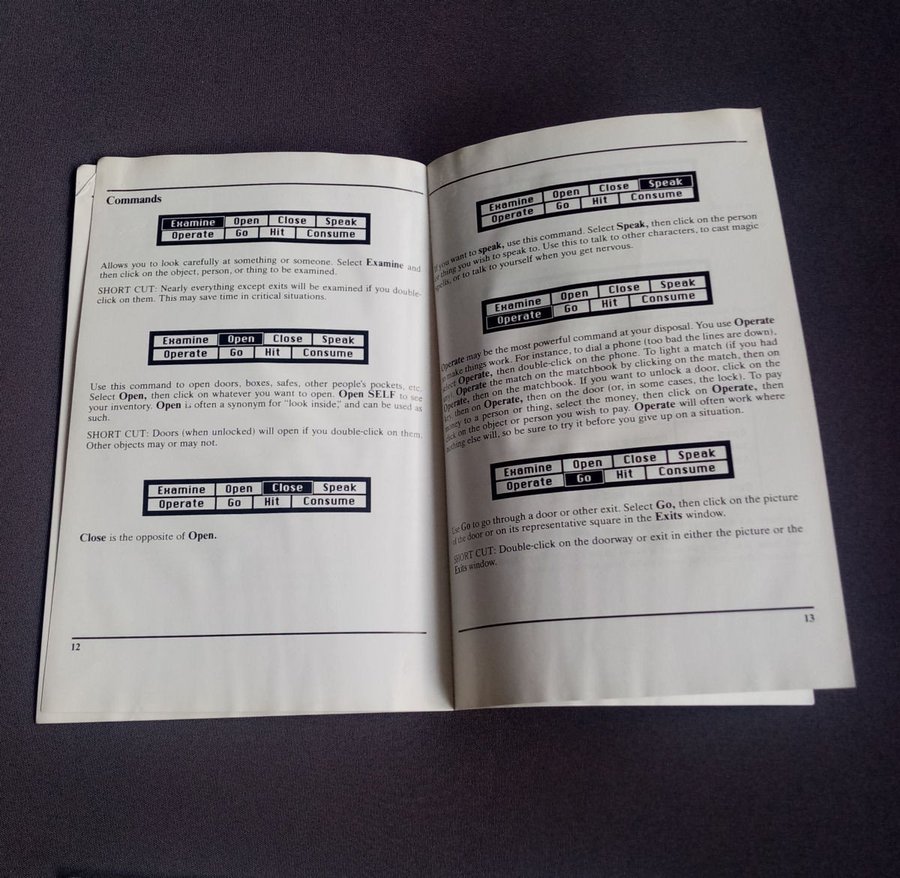 Commands
Examine Open Close Speak
Operate Go Hit Consume
Allows you to look carefully at something or someone. Select Examine and
then click on the object, person, or thing to be examined.
SHORT CUT: Nearly everything except exits will be examined if you double-
click on them. This may save time in critical situations.
Examine Open Close Speak
Operate Go Hit Consume
Use this command to open doors, boxes, safes, other people's pockets, etc.
Select Open, then click on whatever you want to open. Open SELF to see
your inventory. Open is often a synonym for "look inside," and can be used as
such.
SHORT CUT: Doors (when unlocked) will open if you double-click on them.
Other objects may or may not.
Examine Open Close Speak
Operate Go Hit Consume
Close is the opposite of Open.
12
Examine Open Close Speak
Operate Go Hit Consume
If you want to speak, use this command. Select Speak, then click on the person
or thing you wish to speak to. Use this to talk to other characters, to cast magic
spells, or to talk to yourself when you get nervous.
Examine Open Close Speak
Operate Go Hit Consume
Operate may be the most powerful command at your disposal. You use Operate
to make things work. For instance, to dial a phone (too bad the lines are down),
select Operate, then double-click on the phone. To light a match (if you had
any) Operate the match on the matchbook by clicking on the match, then on
Operate, then on the matchbook. If you want to unlock a door, click on the
key, then on Operate, then on the door (or, in some cases, the lock). To pay
money to a person or thing, select the money, then click on Operate, then
click on the object or person you wish to pay. Operate will often work where
nothing else will, so be sure to try it before you give up on a situation.
Examine Open Close Speak
Operate Go Hit Consume
Use Go to go through a door or other exit. Select Go, then click on the picture
of the door or on its representative square in the Exits window.
SHORT CUT: Double-click on the doorway or exit in either the picture or the
Exits window.
13